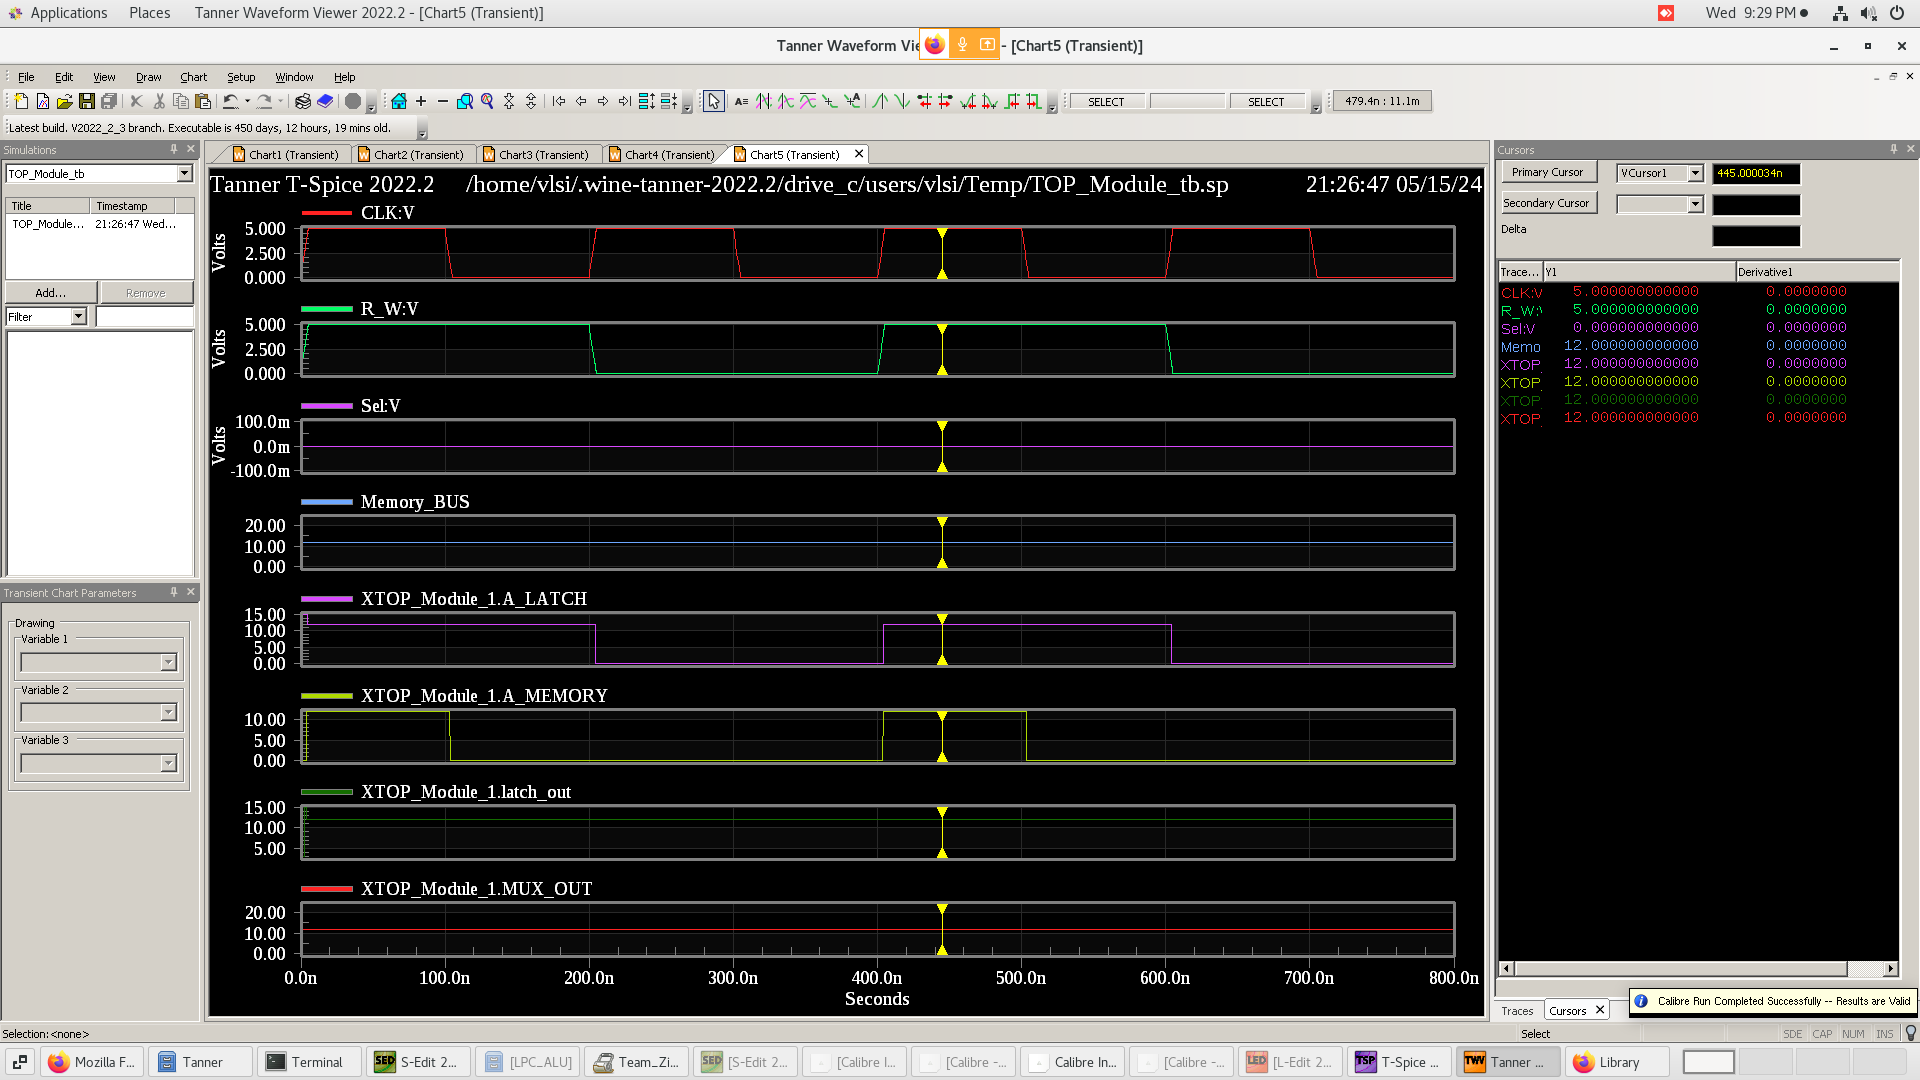 Applications Places Tanner Waveform Viewer 2022.2 - [Chart5 (Transient)] Wed 9:29 PM
Tanner Waveform Vie - [Chart5 (Transient)]
File Edit View Draw Chart Setup Window Help
SELECT SELECT 479.4n : 11.1m
Latest build. V2022_2_3 branch. Executable is 450 days, 12 hours, 19 mins old.
Simulations
TOP_Module_tb
Title Timestamp
TOP_Module... 21:26:47 Wed...
Add... Remove
Filter
Transient Chart Parameters
Drawing
Variable 1
Variable 2
Variable 3
Chart1 (Transient) Chart2 (Transient) Chart3 (Transient) Chart4 (Transient) Chart5 (Transient)
Tanner T-Spice 2022.2 /home/vlsi/.wine-tanner-2022.2/drive_c/users/vlsi/Temp/TOP_Module_tb.sp 21:26:47 05/15/24
CLK:V
Volts
5.000
2.500
0.000
R_W:V
Volts
5.000
2.500
0.000
Sel:V
Volts
100.0m
0.0m
-100.0m
Memory_BUS
20.00
10.00
0.00
XTOP_Module_1.A_LATCH
15.00
10.00
5.00
0.00
XTOP_Module_1.A_MEMORY
10.00
5.00
0.00
XTOP_Module_1.latch_out
15.00
10.00
5.00
XTOP_Module_1.MUX_OUT
20.00
10.00
0.00
0.0n 100.0n 200.0n 300.0n 400.0n 500.0n 600.0n 700.0n 800.0n
Seconds
Cursors
Primary Cursor VCursor1 445.000034n
Secondary Cursor
Delta
Trace... Y1 Derivative1
CLK:V 5.000000000000 0.0000000
R_W:V 5.000000000000 0.0000000
Sel:V 0.000000000000 0.0000000
Memo 12.000000000000 0.0000000
XTOP_ 12.000000000000 0.0000000
XTOP_ 12.000000000000 0.0000000
XTOP_ 12.000000000000 0.0000000
XTOP_ 12.000000000000 0.0000000
Calibre Run Completed Successfully -- Results are Valid
Traces Cursors
Selection: <none> Select SDE CAP NUM INS
Mozilla F... Tanner Terminal S-Edit 2... [LPC_ALU] Team_Zi... [S-Edit 2... [Calibre I... [Calibre -... Calibre In... [Calibre -... [L-Edit 2... T-Spice ... Tanner ... Library